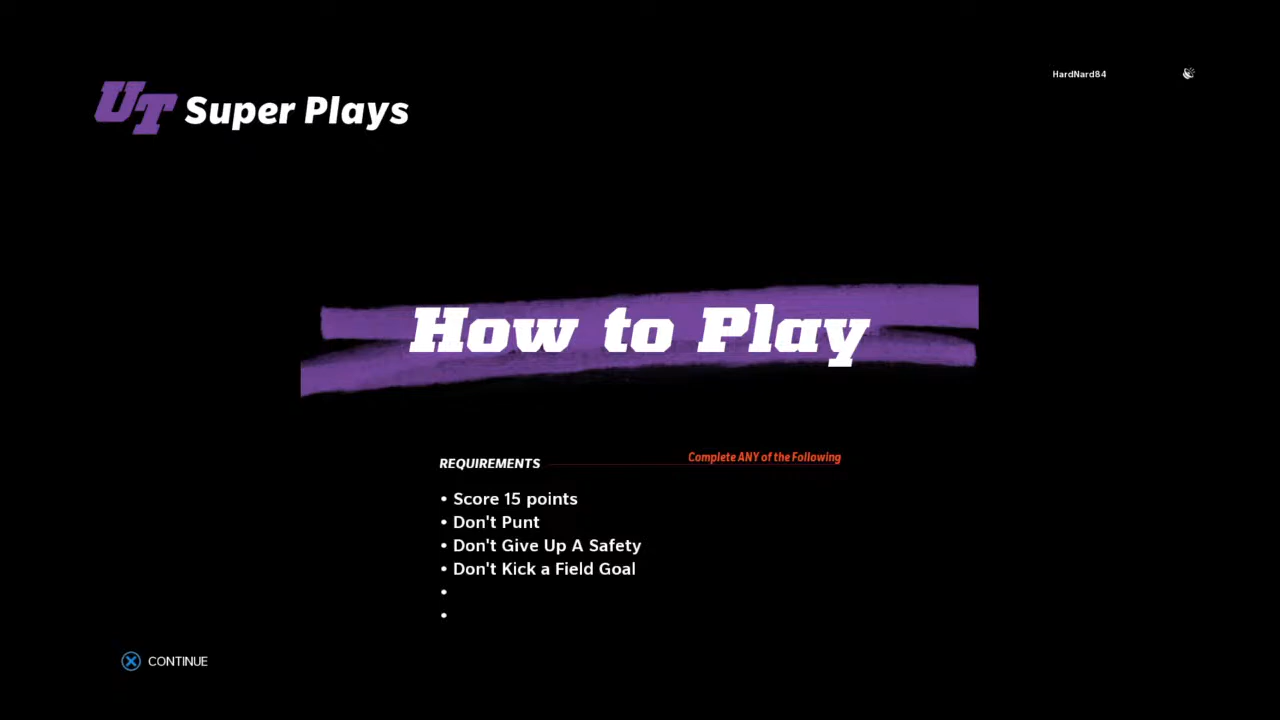 HardNard84
UT Super Plays
How to Play
REQUIREMENTS
Complete ANY of the Following
• Score 15 points
• Don't Punt
• Don't Give Up A Safety
• Don't Kick a Field Goal
•
•
CONTINUE